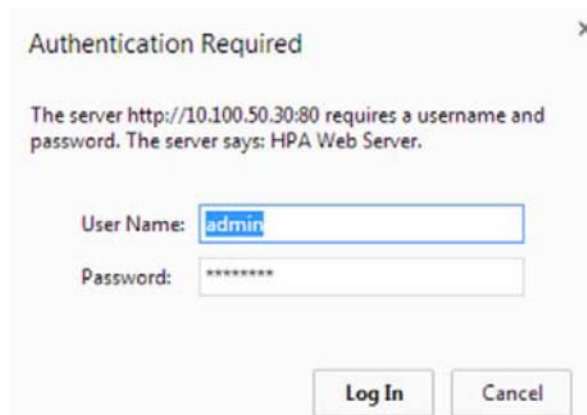 Authentication Required
The server http://10.100.50.30:80 requires a username and
password. The server says: HPA Web Server.
User Name: admin
Password: ********
Log In Cancel